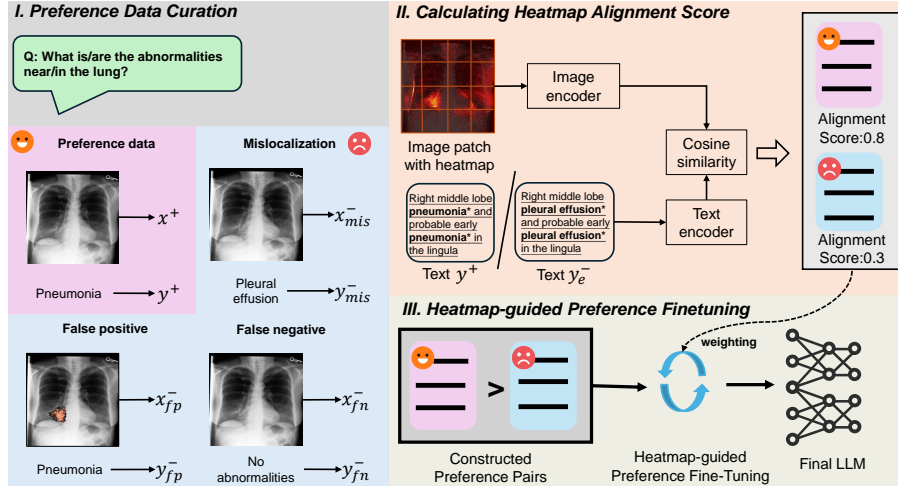 I. Preference Data Curation
Q: What is/are the abnormalities
near/in the lung?
Preference data
x⁺
Pneumonia
y⁺
Mislocalization
x⁻mis
Pleural
effusion
y⁻mis
False positive
x⁻fp
Pneumonia
y⁻fp
False negative
x⁻fn
No
abnormalities
y⁻fn
II. Calculating Heatmap Alignment Score
Image patch
with heatmap
Image
encoder
Cosine
similarity
Right middle lobe
pneumonia* and
probable early
pneumonia* in
the lingula
Text y⁺
Right middle lobe
pleural effusion*
and probable early
pleural effusion*
in the lingula
Text y⁻e
Text
encoder
Alignment
Score:0.8
Alignment
Score:0.3
III. Heatmap-guided Preference Finetuning
>
Constructed
Preference Pairs
weighting
Heatmap-guided
Preference Fine-Tuning
Final LLM